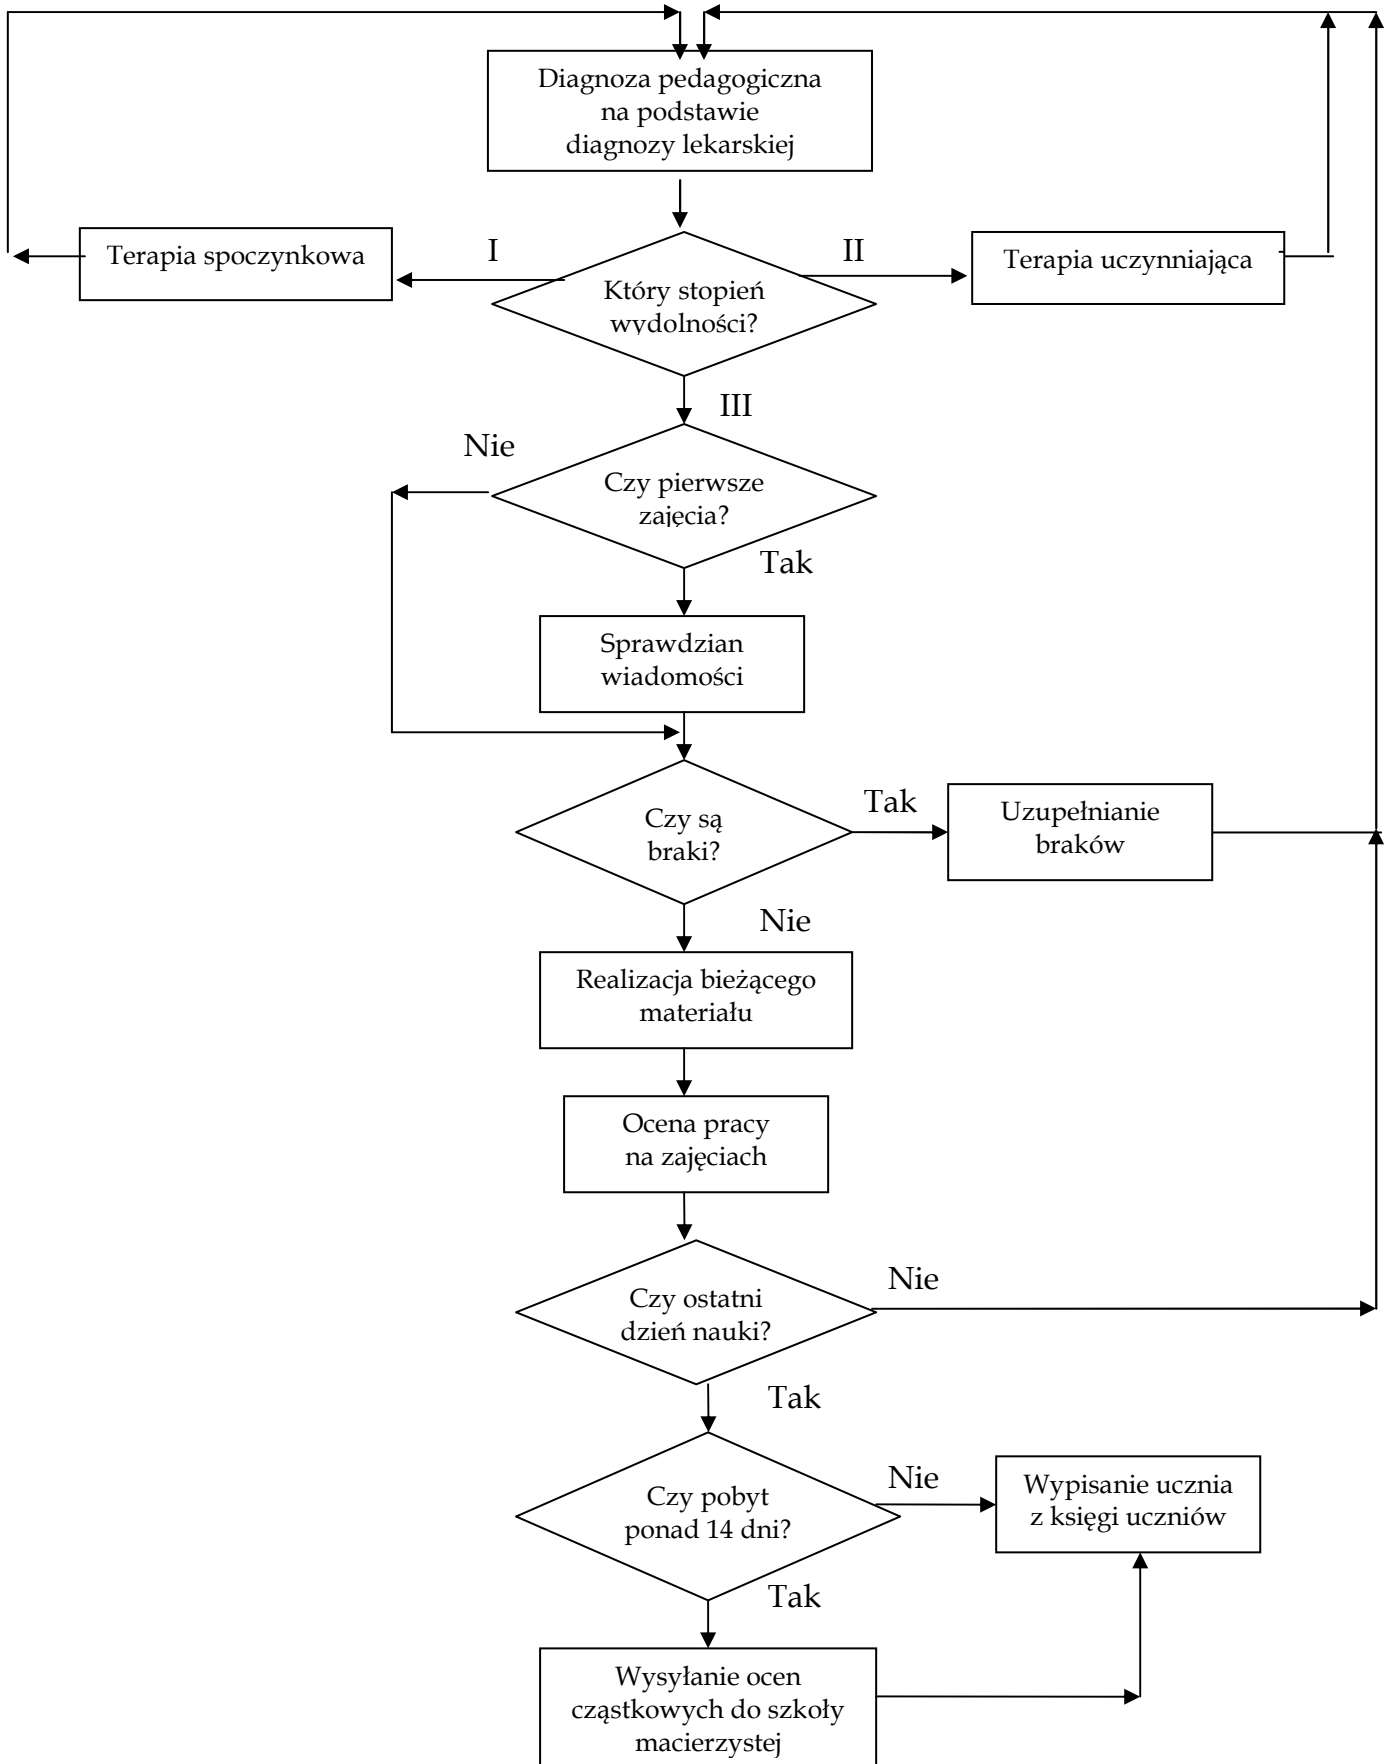 Diagnoza pedagogiczna
na podstawie
diagnozy lekarskiej
Terapia spoczynkowa
I
II
Terapia uczynniająca
Który stopień
wydolności?
III
Nie
Czy pierwsze
zajęcia?
Tak
Sprawdzian
wiadomości
Czy są
braki?
Tak
Uzupełnianie
braków
Nie
Realizacja bieżącego
materiału
Ocena pracy
na zajęciach
Czy ostatni
dzień nauki?
Nie
Tak
Czy pobyt
ponad 14 dni?
Nie
Wypisanie ucznia
z księgi uczniów
Tak
Wysyłanie ocen
cząstkowych do szkoły
macierzystej